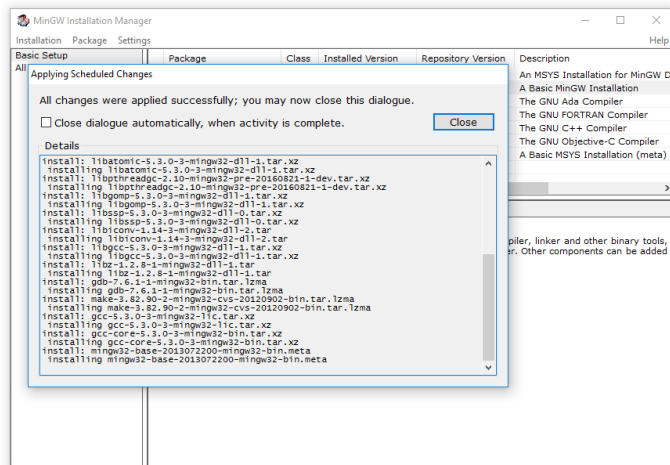 MinGW Installation Manager
Installation Package Settings Help
Basic Setup
All
Package Class Installed Version Repository Version Description
An MSYS Installation for MinGW D
A Basic MinGW Installation
The GNU Ada Compiler
The GNU FORTRAN Compiler
The GNU C++ Compiler
The GNU Objective-C Compiler
A Basic MSYS Installation (meta)
piler, linker and other binary tools,
er. Other components can be added
Applying Scheduled Changes
All changes were applied successfully; you may now close this dialogue.
Close dialogue automatically, when activity is complete.
Close
Details
install: libatomic-5.3.0-3-mingw32-dll-1.tar.xz
installing libatomic-5.3.0-3-mingw32-dll-1.tar.xz
install: libpthreadgc-2.10-mingw32-pre-20160821-1-dev.tar.xz
installing libpthreadgc-2.10-mingw32-pre-20160821-1-dev.tar.xz
install: libgomp-5.3.0-3-mingw32-dll-1.tar.xz
installing libgomp-5.3.0-3-mingw32-dll-1.tar.xz
install: libssp-5.3.0-3-mingw32-dll-0.tar.xz
installing libssp-5.3.0-3-mingw32-dll-0.tar.xz
install: libiconv-1.14-3-mingw32-dll-2.tar
installing libiconv-1.14-3-mingw32-dll-2.tar
install: libgcc-5.3.0-3-mingw32-dll-1.tar.xz
installing libgcc-5.3.0-3-mingw32-dll-1.tar.xz
install: libz-1.2.8-1-mingw32-dll-1.tar
installing libz-1.2.8-1-mingw32-dll-1.tar
install: gdb-7.6.1-1-mingw32-bin.tar.lzma
installing gdb-7.6.1-1-mingw32-bin.tar.lzma
install: make-3.82.90-2-mingw32-cvs-20120902-bin.tar.lzma
installing make-3.82.90-2-mingw32-cvs-20120902-bin.tar.lzma
install: gcc-5.3.0-3-mingw32-lic.tar.xz
installing gcc-5.3.0-3-mingw32-lic.tar.xz
install: gcc-core-5.3.0-3-mingw32-bin.tar.xz
installing gcc-core-5.3.0-3-mingw32-bin.tar.xz
install: mingw32-base-2013072200-mingw32-bin.meta
installing mingw32-base-2013072200-mingw32-bin.meta